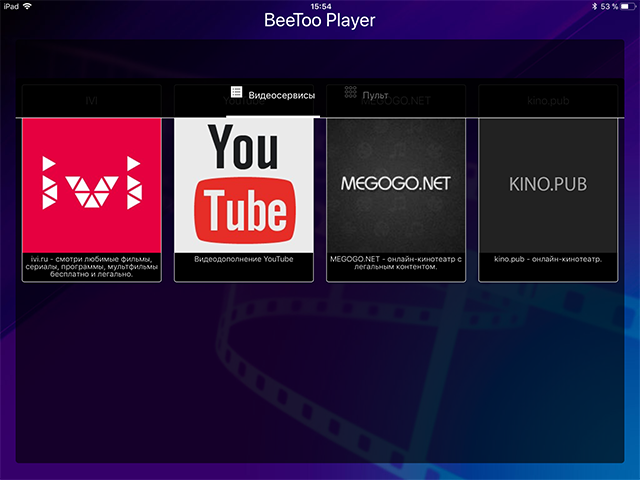 iPad 15:54 53 %
BeeToo Player
Видеосервисы Пульт
ivi YouTube MEGOGO.NET kino.pub
ivi
You
Tube
MEGOGO.NET
KINO.PUB
ivi.ru - смотри любимые фильмы,
сериалы, программы, мультфильмы
бесплатно и легально.
Видеодополнение YouTube
MEGOGO.NET - онлайн-кинотеатр с
легальным контентом.
kino.pub - онлайн-кинотеатр.